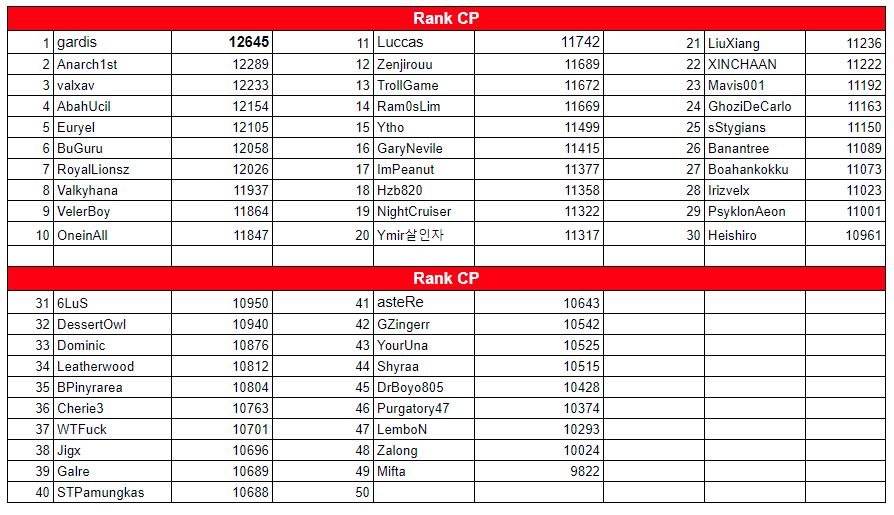 Rank CP
1 gardis 12645 11 Luccas 11742 21 LiuXiang 11236
2 Anarch1st 12289 12 Zenjirouu 11689 22 XINCHAAN 11222
3 valxav 12233 13 TrollGame 11672 23 Mavis001 11192
4 AbahUcil 12154 14 Ram0sLim 11669 24 GhoziDeCarlo 11163
5 Euryel 12105 15 Ytho 11499 25 sStygians 11150
6 BuGuru 12058 16 GaryNevile 11415 26 Banantree 11089
7 RoyalLionsz 12026 17 ImPeanut 11377 27 Boahankokku 11073
8 Valkyhana 11937 18 Hzb820 11358 28 Irizvelx 11023
9 VelerBoy 11864 19 NightCruiser 11322 29 PsyklonAeon 11001
10 OneinAll 11847 20 Ymir살인자 11317 30 Heishiro 10961
Rank CP
31 6LuS 10950 41 asteRe 10643
32 DessertOwl 10940 42 GZingerr 10542
33 Dominic 10876 43 YourUna 10525
34 Leatherwood 10812 44 Shyraa 10515
35 BPinyrarea 10804 45 DrBoyo805 10428
36 Cherie3 10763 46 Purgatory47 10374
37 WTFuck 10701 47 LemboN 10293
38 Jigx 10696 48 Zalong 10024
39 Galre 10689 49 Mifta 9822
40 STPamungkas 10688 50